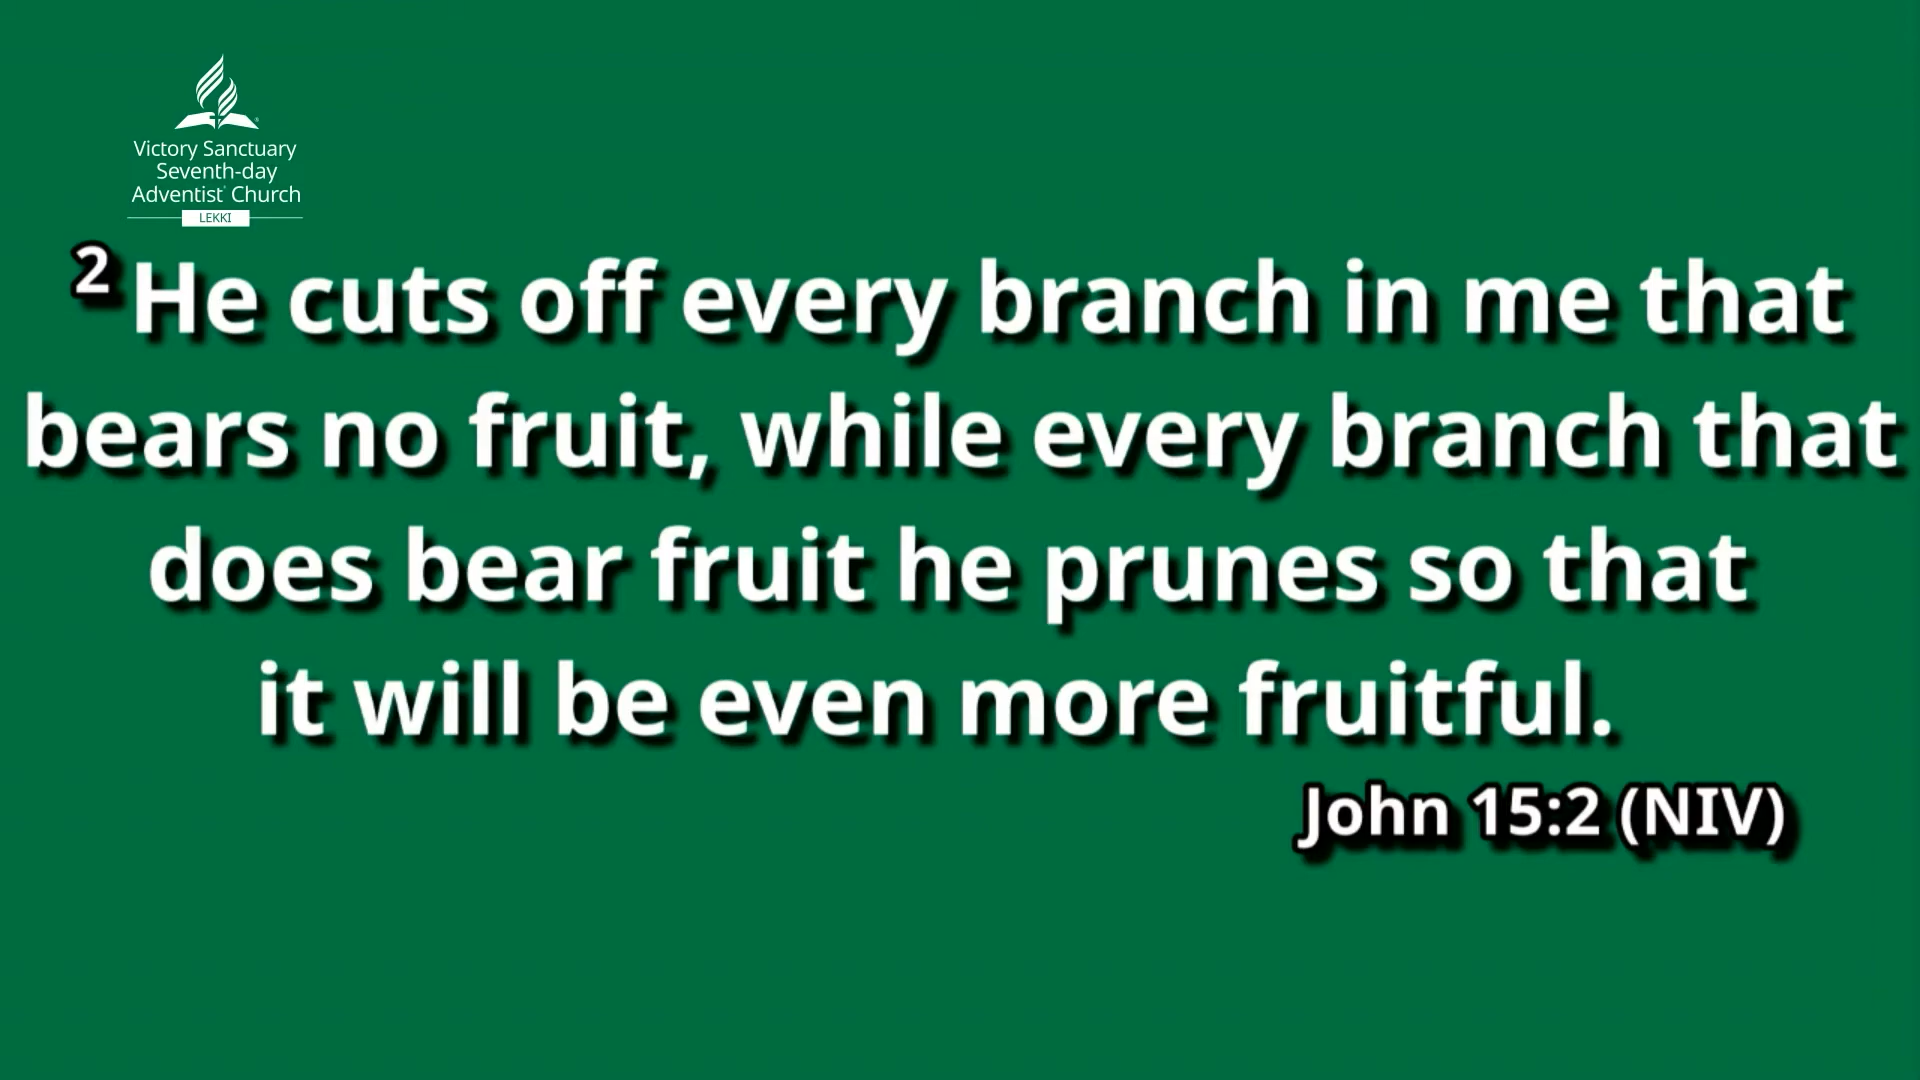 Victory Sanctuary
Seventh-day
Adventist® Church
LEKKI
2 He cuts off every branch in me that
bears no fruit, while every branch that
does bear fruit he prunes so that
it will be even more fruitful.
John 15:2 (NIV)